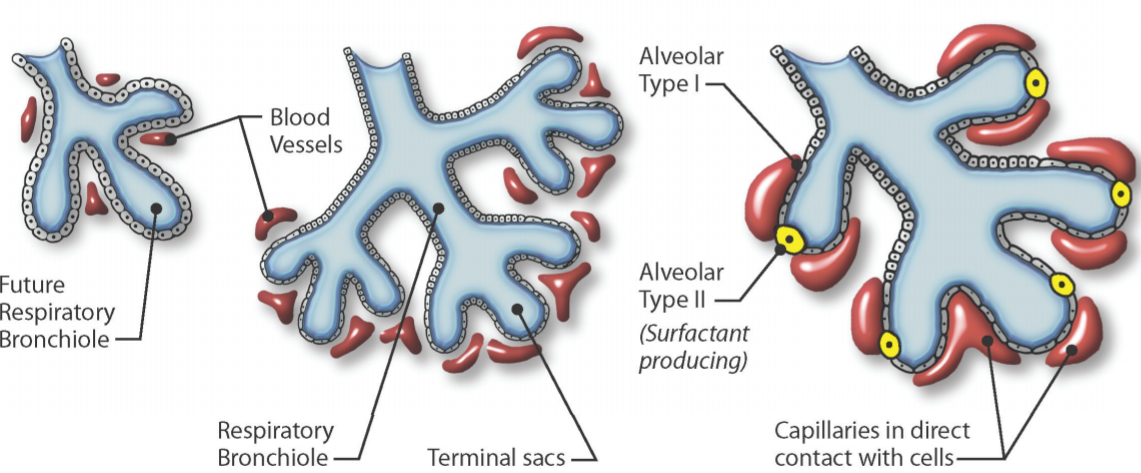 Blood
Vessels
Future
Respiratory
Bronchiole
Respiratory
Bronchiole
Terminal sacs
Alveolar
Type I
Alveolar
Type II
(Surfactant
producing)
Capillaries in direct
contact with cells